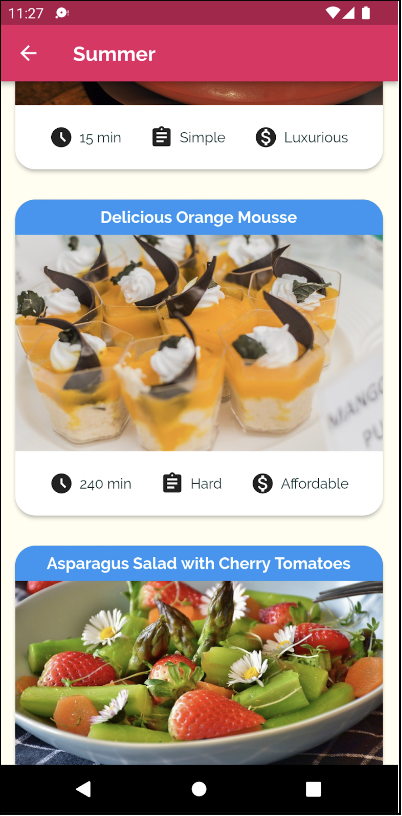 11:27
Summer
15 min Simple Luxurious
Delicious Orange Mousse
MANGO
PU
240 min Hard Affordable
Asparagus Salad with Cherry Tomatoes